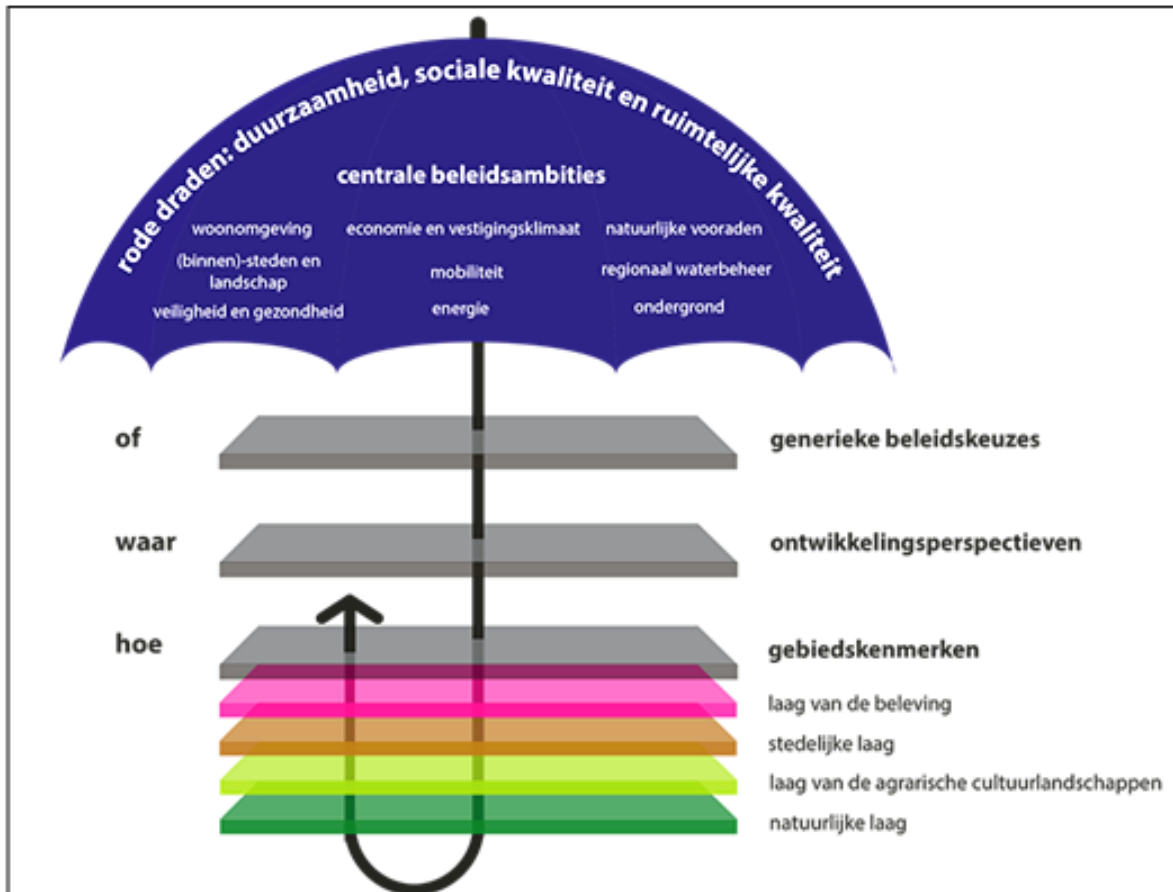 rode draden: duurzaamheid, sociale kwaliteit en ruimtelijke kwaliteit
centrale beleidsambities
woonomgeving
economie en vestigingsklimaat
natuurlijke vooraden
(binnen)-steden en
landschap
mobiliteit
regionaal waterbeheer
veiligheid en gezondheid
energie
ondergrond
of
generieke beleidskeuzes
waar
ontwikkelingsperspectieven
hoe
gebiedskenmerken
laag van de beleving
stedelijke laag
laag van de agrarische cultuurlandschappen
natuurlijke laag